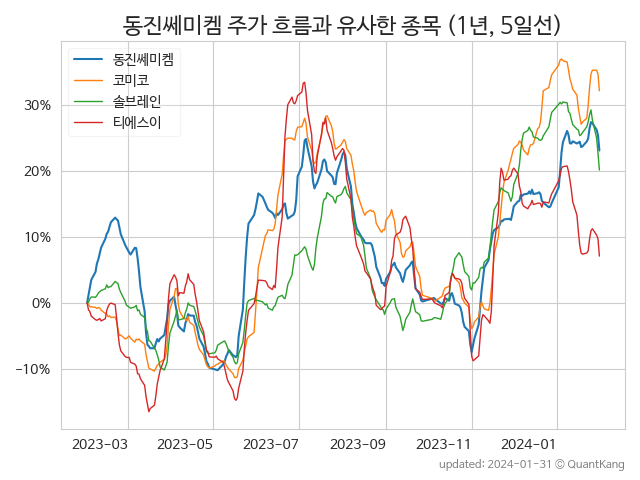 동진쎄미켐 주가 흐름과 유사한 종목 (1년, 5일선)
동진쎄미켐
코미코
솔브레인
티에스이
30%
20%
10%
0%
−10%
2023-03 2023-05 2023-07 2023-09 2023-11 2024-01
updated: 2024-01-31 © QuantKang